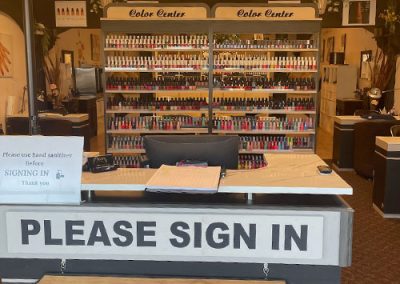 Color Center
Color Center
Please use hand sanitizer
Before
SIGNING IN
Thank you
PLEASE SIGN IN